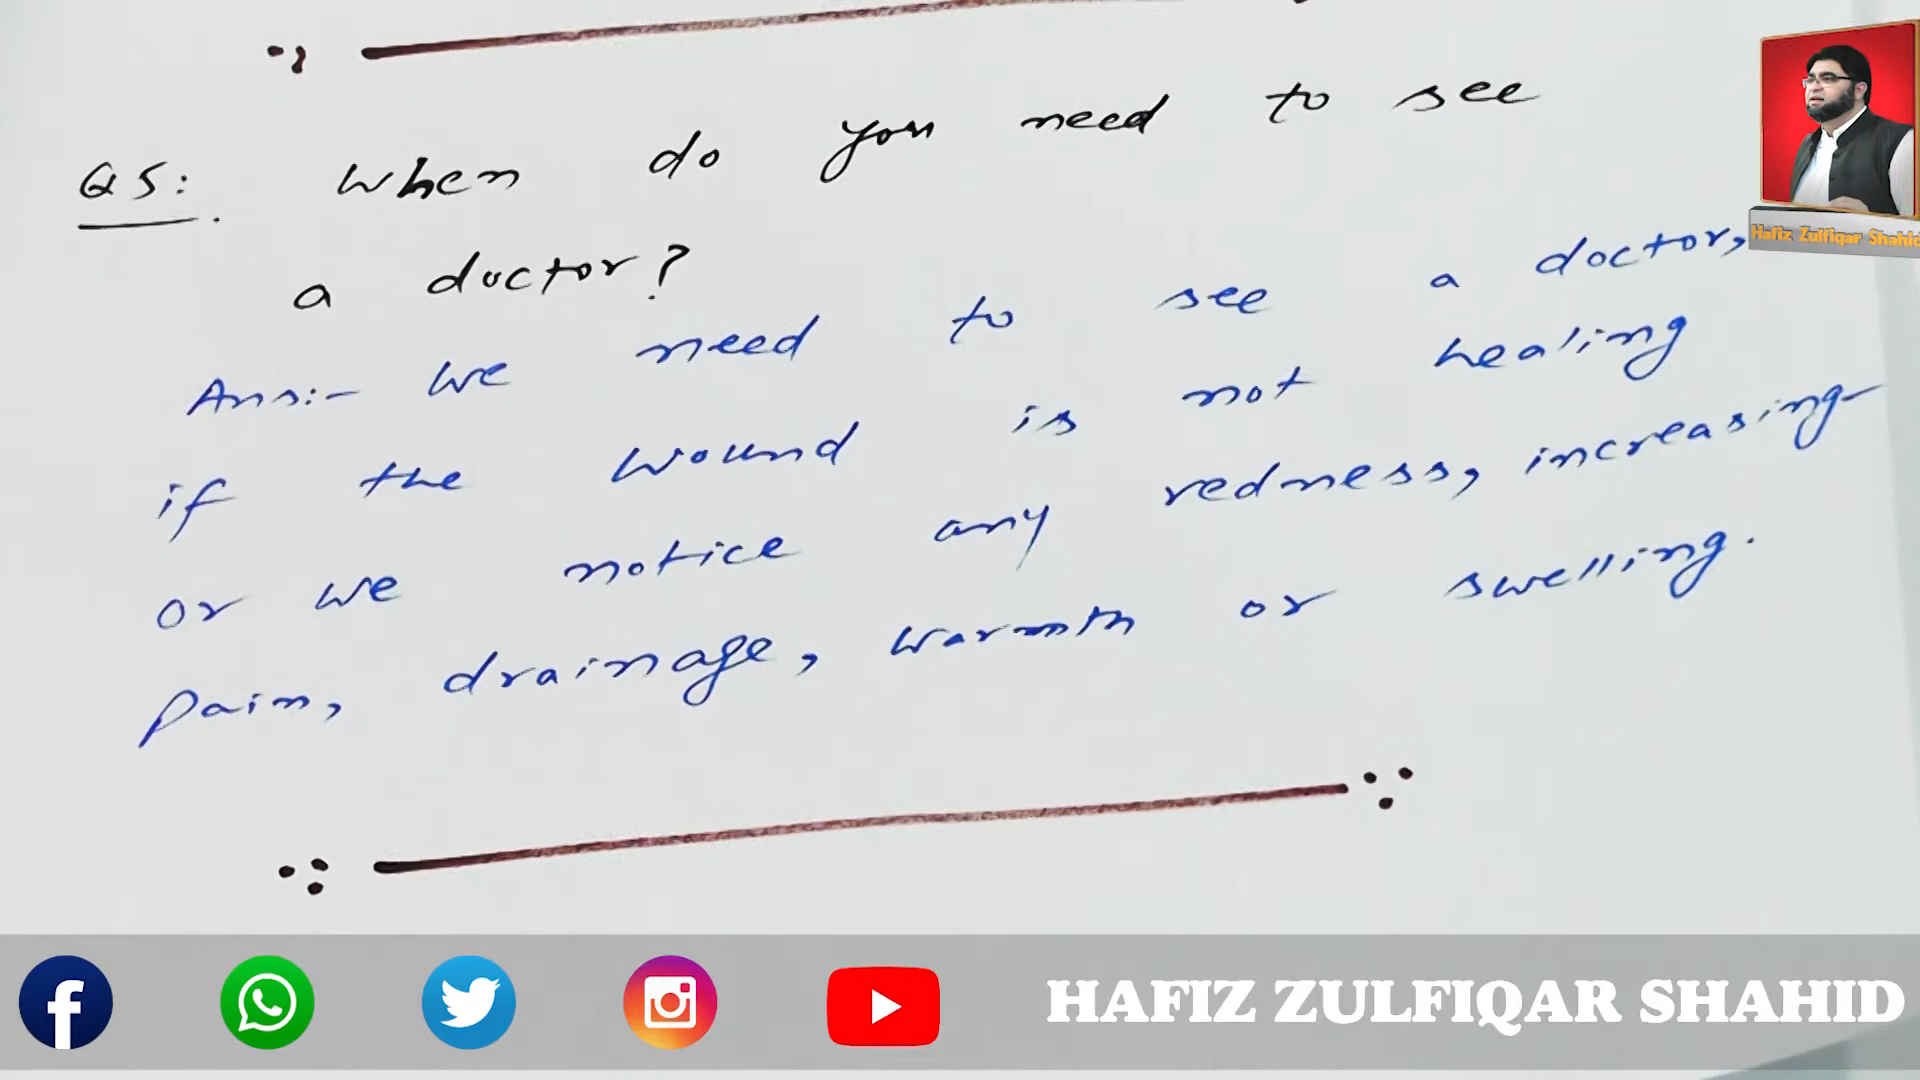 Q5: When do you need to see
a doctor?
Ans:- We need to see a doctor,
if the wound is not healing
or we notice any redness, increasing
pain, drainage, warmth or swelling.
Hafiz Zulfiqar Shahid
HAFIZ ZULFIQAR SHAHID